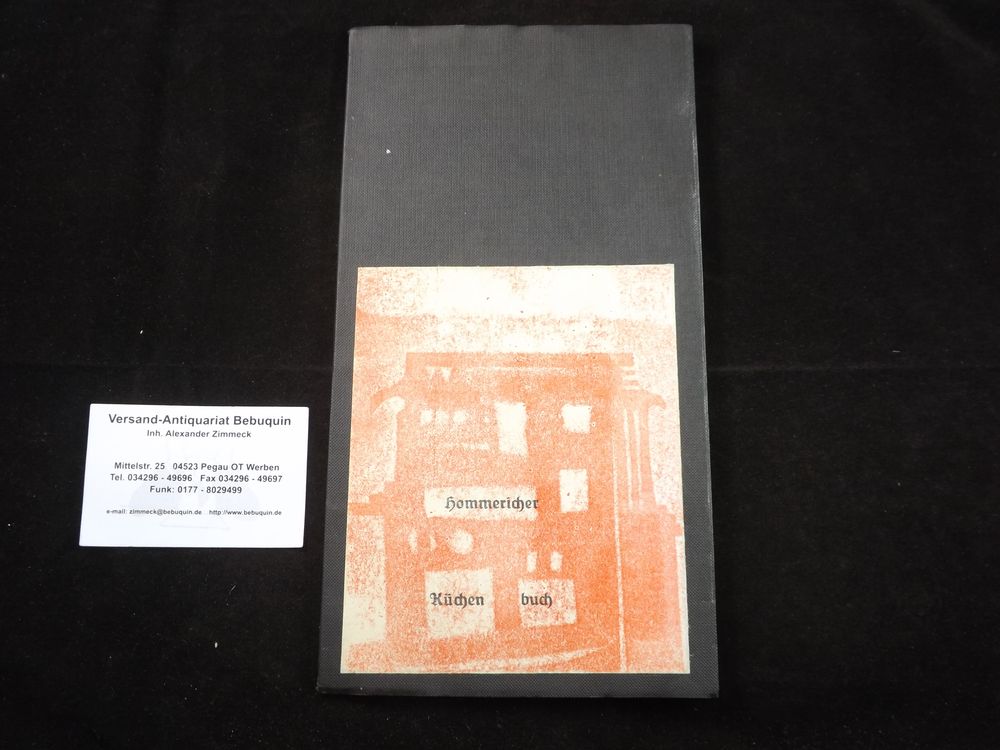 Versand-Antiquariat Bebuquin
Inh. Alexander Zimmeck
Mittelstr. 25 04523 Pegau OT Werben
Tel. 034296 - 49696 Fax 034296 - 49697
Funk: 0177 - 8029499
e-mail: zimmeck@bebuquin.de http://www.bebuquin.de
Hommericher
Küchen buch